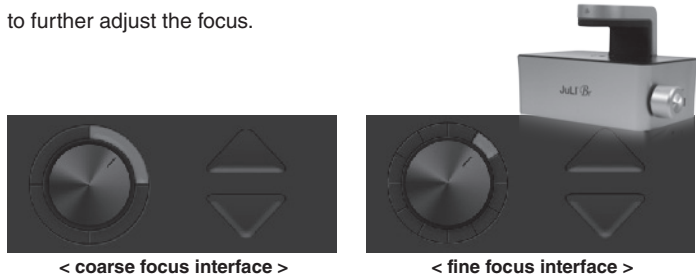 to further adjust the focus.
JuLI Br
< coarse focus interface >
< fine focus interface >